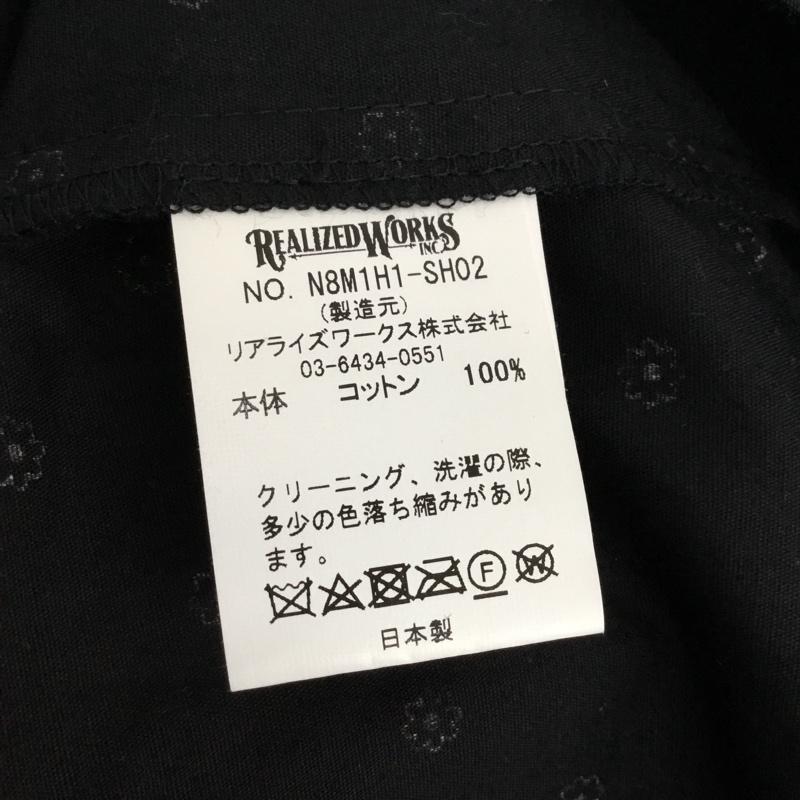 REALIZED WORKS
INC.
NO. N8M1H1-SH02
(製造元)
リアライズワークス株式会社
03-6434-0551
本体 コットン 100%
クリーニング、洗濯の際、
多少の色落ち縮みがあり
ます。
F W
日本製